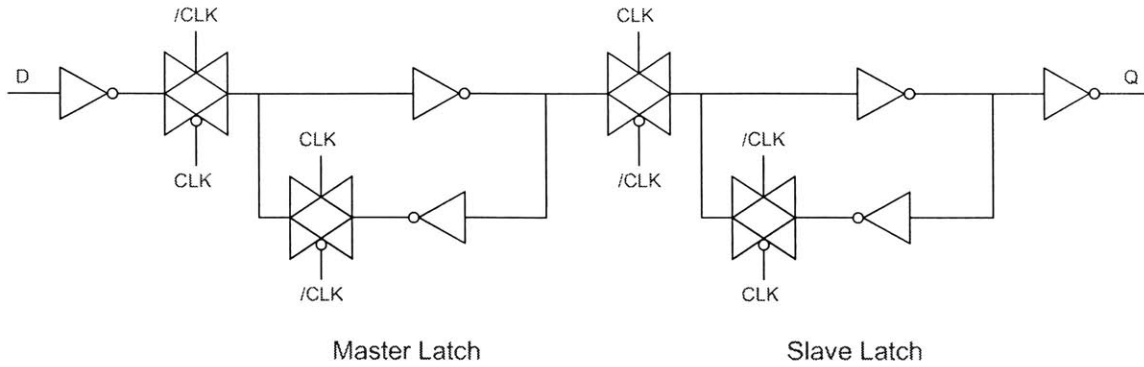 /CLK
CLK
D
Q
CLK
/CLK
CLK
/CLK
/CLK
CLK
Master Latch
Slave Latch